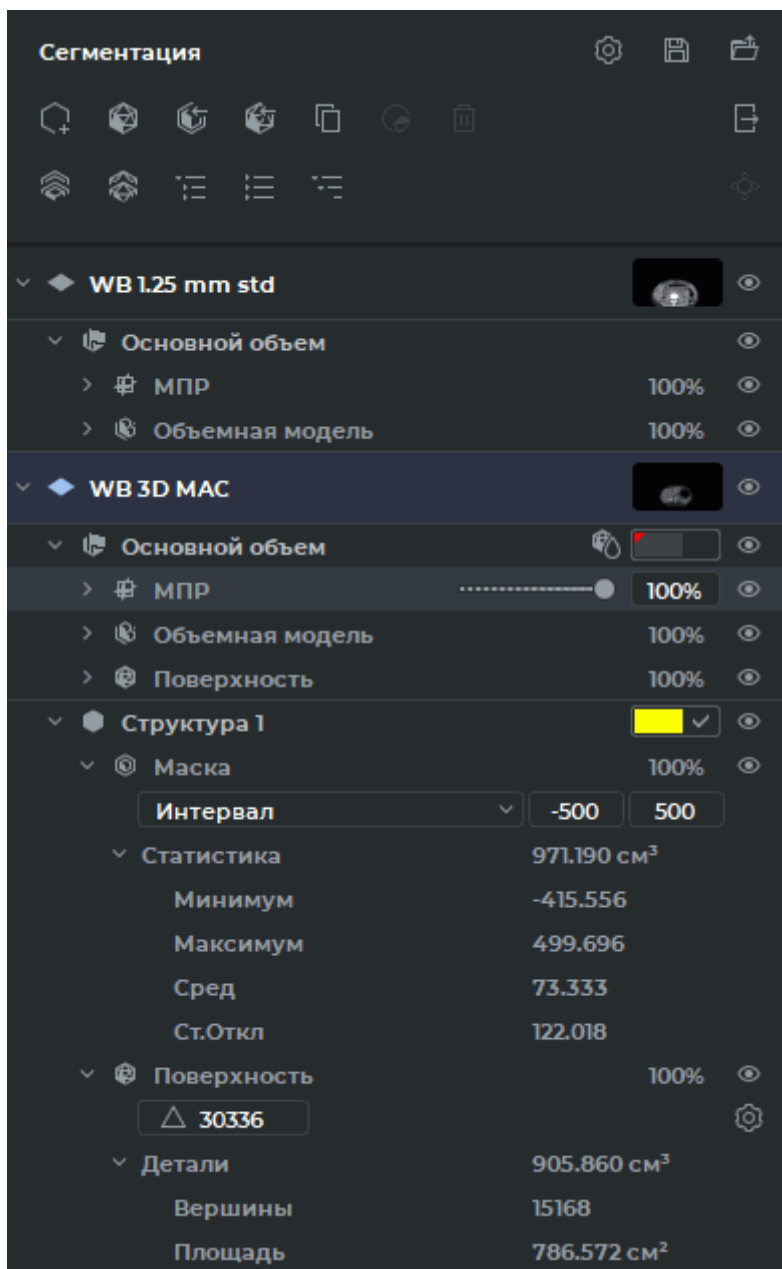 Сегментация
WB 1.25 mm std
Основной объем
МПР 100%
Объемная модель 100%
WB 3D MAC
Основной объем
МПР 100%
Объемная модель 100%
Поверхность 100%
Структура 1
Маска 100%
Интервал -500 500
Статистика 971.190 см³
Минимум -415.556
Максимум 499.696
Сред 73.333
Ст.Откл 122.018
Поверхность 100%
30336
Детали 905.860 см³
Вершины 15168
Площадь 786.572 см²